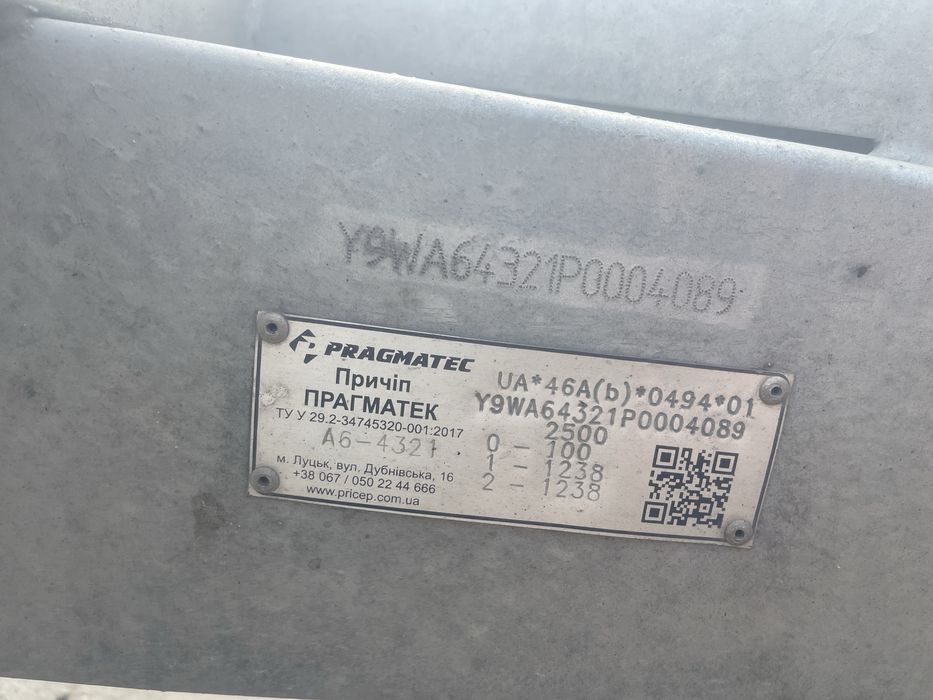 Y9WA64321P0004089
PRAGMATEC
Причіп
ПРАГМАТЕК
ТУ У 29.2-34745320-001:2017
A6-4321
м. Луцьк, вул. Дубнівська, 16
+38 067 / 050 22 44 666
www.pricep.com.ua
UA*46A(b)*0494*01
Y9WA64321P0004089
2500
0 - 100
1 - 1238
2 - 1238